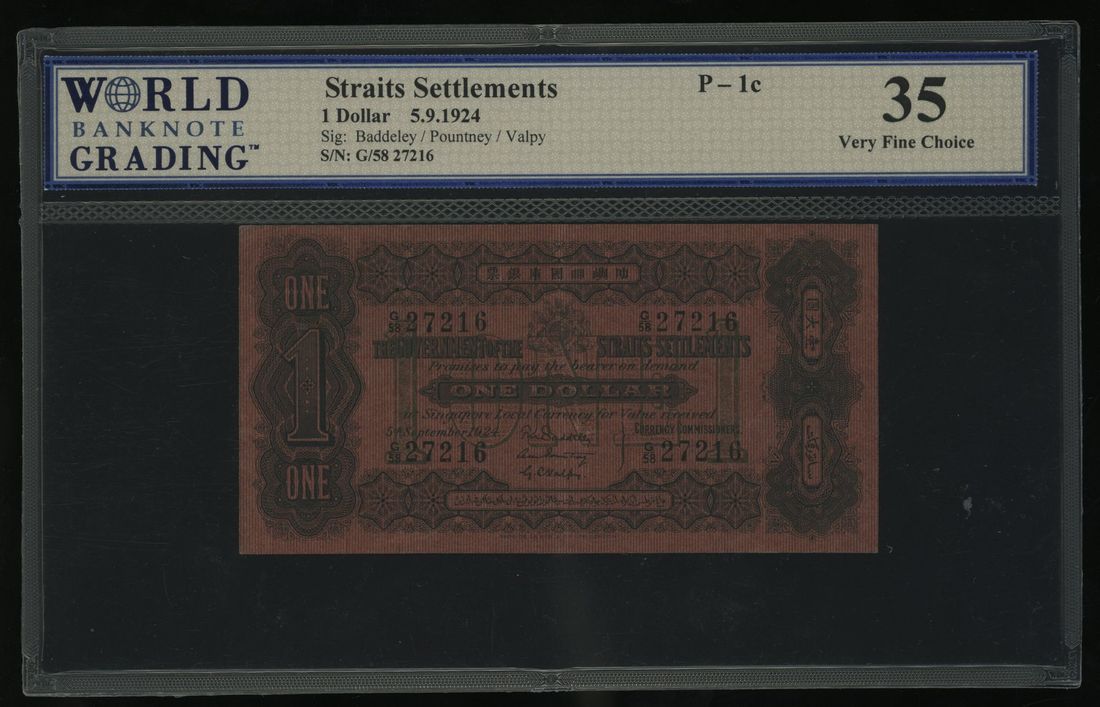 WORLD
BANKNOTE
GRADING™
Straits Settlements
1 Dollar 5.9.1924
Sig: Baddeley / Pountney / Valpy
S/N: G/58 27216
P – 1c
35
Very Fine Choice
ONE
G/58 27216 G/58 27216
THE GOVERNMENT OF THE STRAITS SETTLEMENTS
Promises to pay the bearer on demand
ONE DOLLAR
at Singapore Local Currency for Value received
5th September 1924. CURRENCY COMMISSIONERS.
G/58 27216 G/58 27216
1
ONE